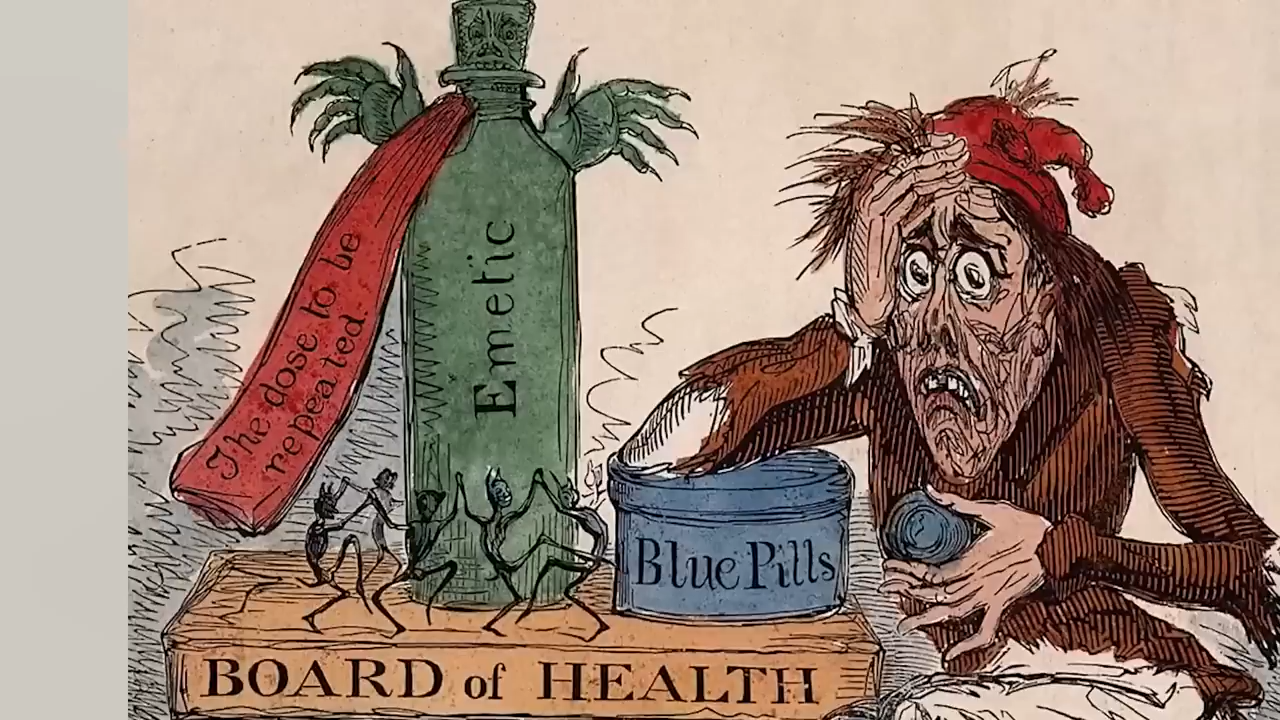 The dose to be
repeated
Emetic
Blue Pills
BOARD of HEALTH